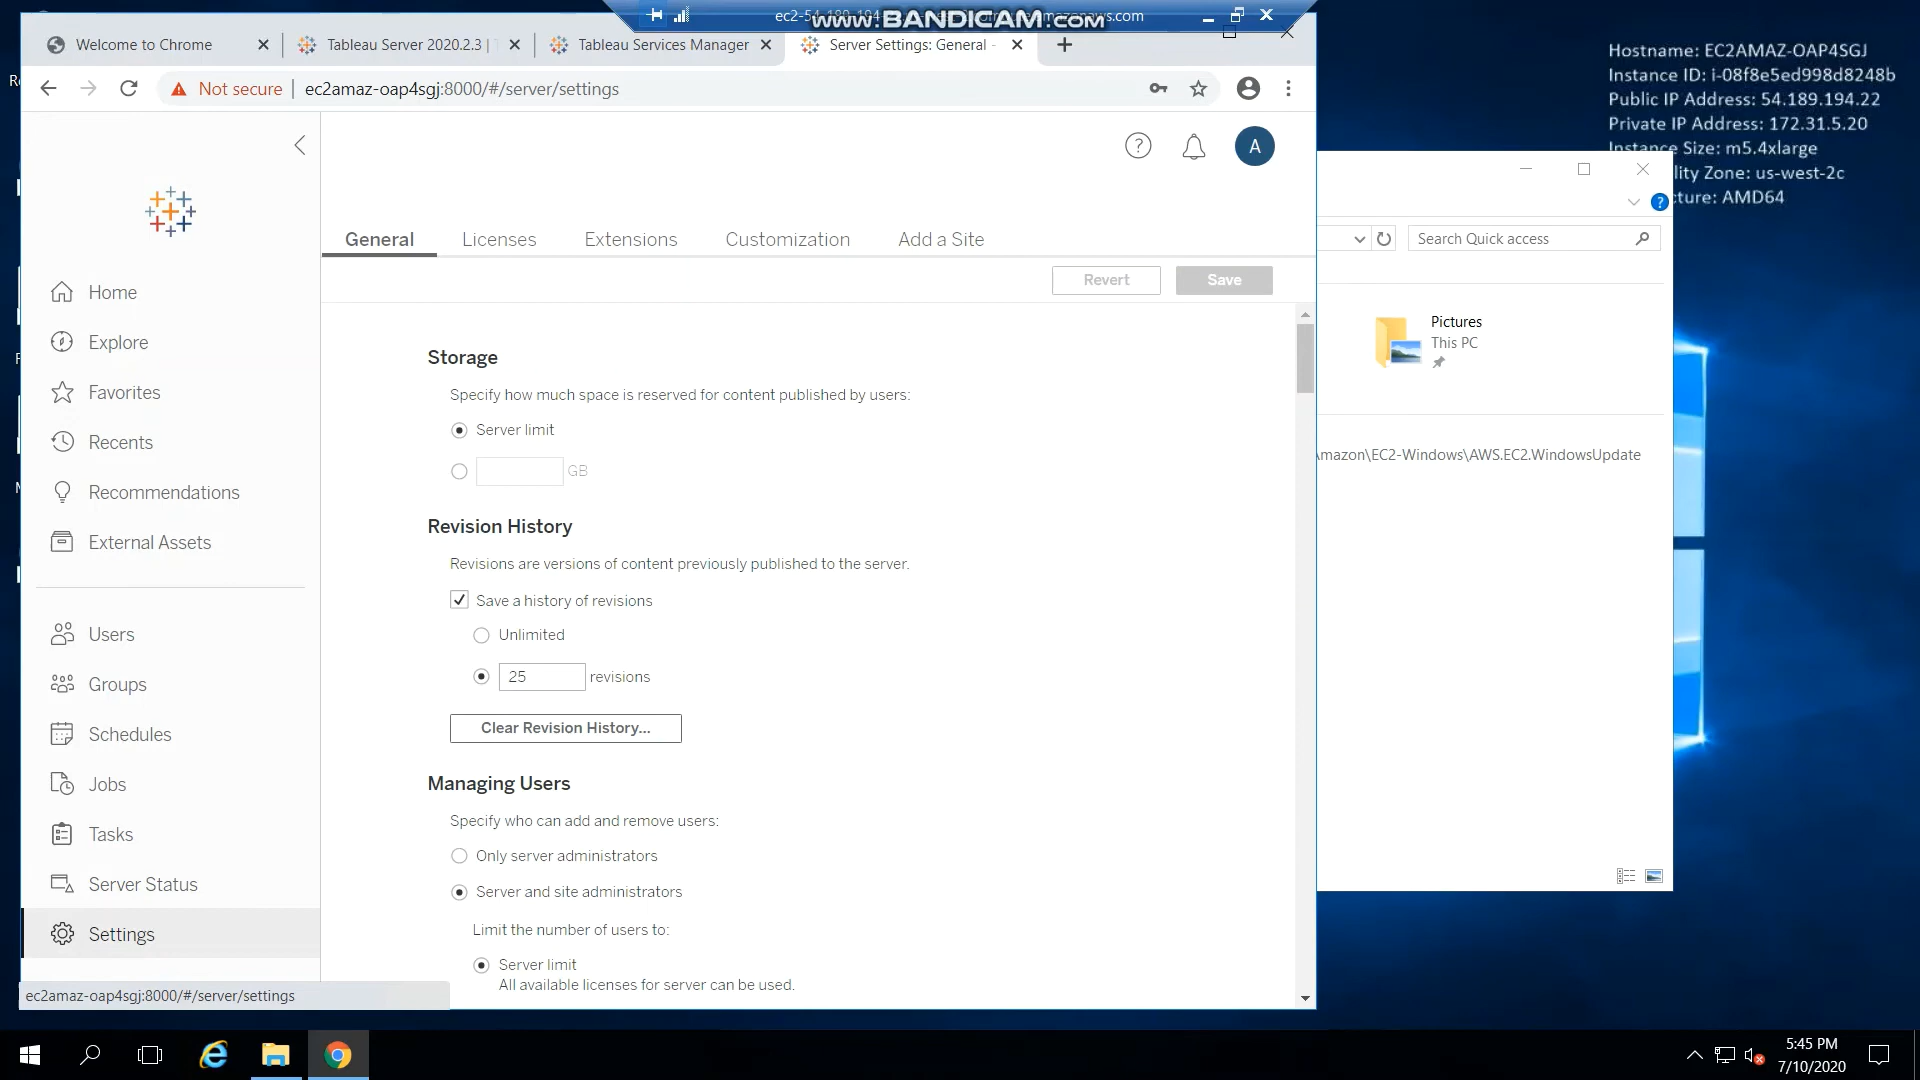 www.BANDICAM.com
Welcome to Chrome
Tableau Server 2020.2.3 |
Tableau Services Manager
Server Settings: General -
Not secure
ec2amaz-oap4sgj:8000/#/server/settings
A
General
Licenses
Extensions
Customization
Add a Site
Revert
Save
Home
Explore
Favorites
Recents
Recommendations
External Assets
Users
Groups
Schedules
Jobs
Tasks
Server Status
Settings
ec2amaz-oap4sgj:8000/#/server/settings
Storage
Specify how much space is reserved for content published by users:
Server limit
GB
Revision History
Revisions are versions of content previously published to the server.
Save a history of revisions
Unlimited
25 revisions
Clear Revision History...
Managing Users
Specify who can add and remove users:
Only server administrators
Server and site administrators
Limit the number of users to:
Server limit
All available licenses for server can be used.
Hostname: EC2AMAZ-OAP4SGJ
Instance ID: i-08f8e5ed998d8248b
Public IP Address: 54.189.194.22
Private IP Address: 172.31.5.20
Instance Size: m5.4xlarge
lity Zone: us-west-2c
cture: AMD64
Search Quick access
Pictures
This PC
mazon\EC2-Windows\AWS.EC2.WindowsUpdate
5:45 PM
7/10/2020